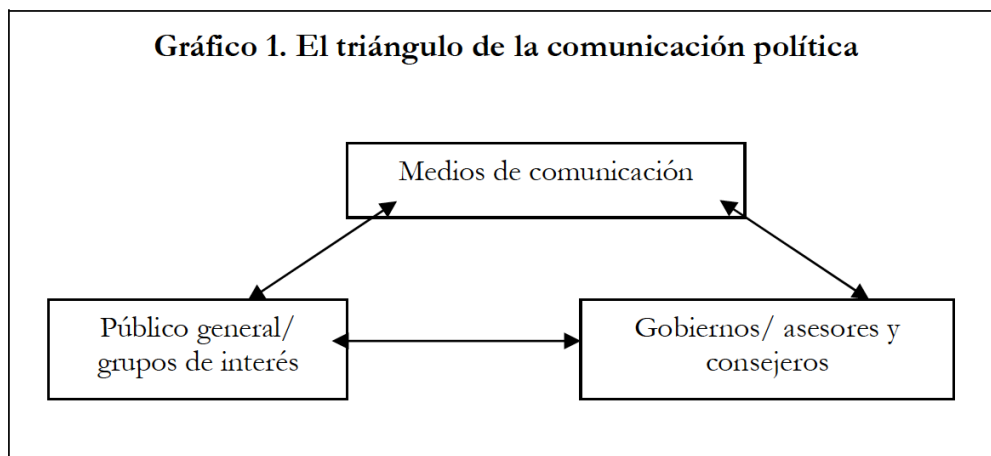 Gráfico 1. El triángulo de la comunicación política
Medios de comunicación
Público general/
grupos de interés
Gobiernos/ asesores y
consejeros